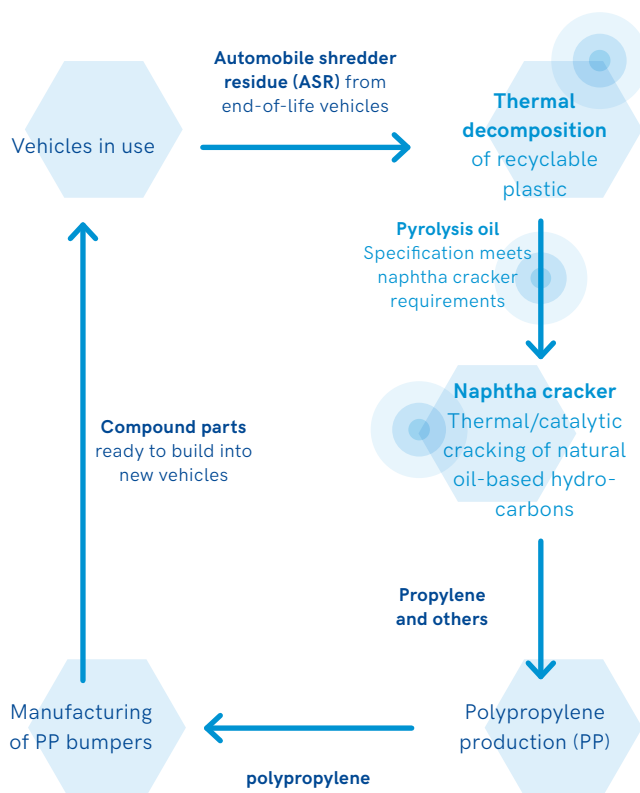 Automobile shredder
residue (ASR) from
end-of-life vehicles
Vehicles in use
Thermal
decomposition
of recyclable
plastic
Pyrolysis oil
Specification meets
naphtha cracker
requirements
Naphtha cracker
Thermal/catalytic
cracking of natural
oil-based hydro-
carbons
Compound parts
ready to build into
new vehicles
Propylene
and others
Manufacturing
of PP bumpers
Polypropylene
production (PP)
polypropylene